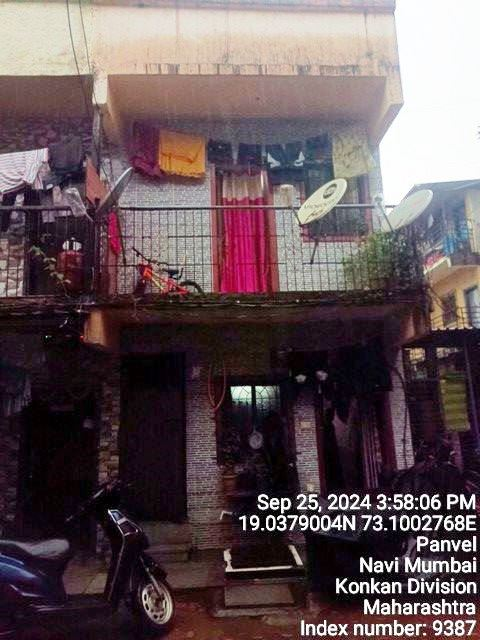 Sep 25, 2024 3:58:06 PM
19.0379004N 73.1002768E
Panvel
Navi Mumbai
Konkan Division
Maharashtra
Index number: 9387